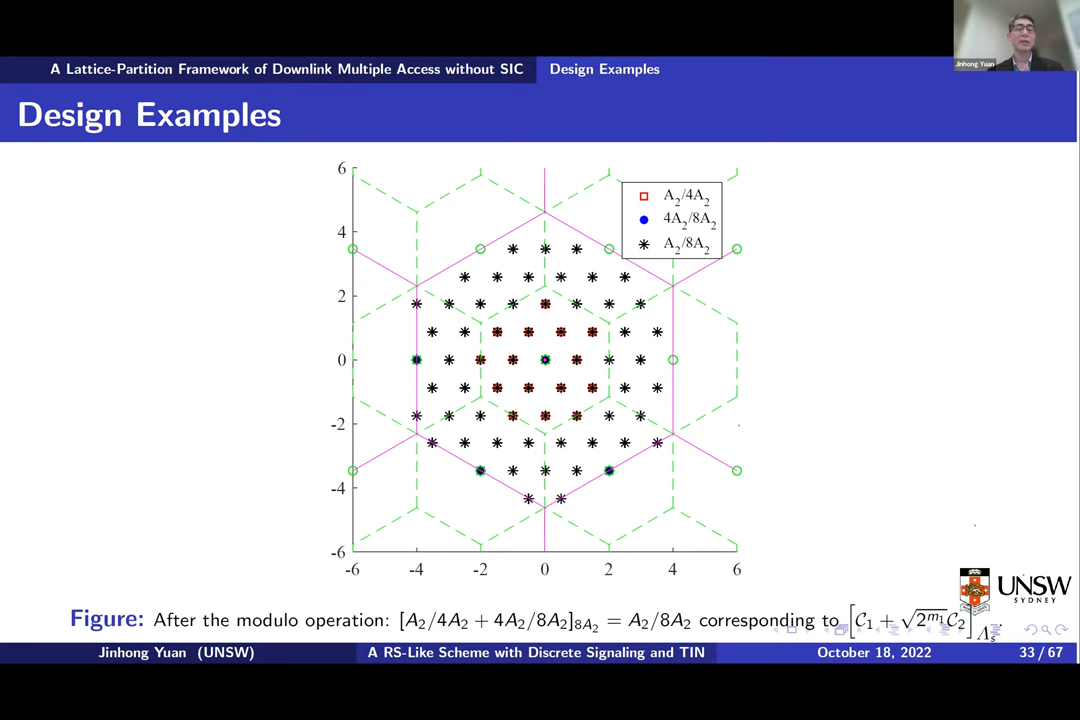 Jinhong Yuan
A Lattice-Partition Framework of Downlink Multiple Access without SIC
Design Examples
Design Examples
A₂/4A₂
4A₂/8A₂
A₂/8A₂
6
4
2
0
-2
-4
-6
-6 -4 -2 0 2 4 6
UNSW
SYDNEY
Figure: After the modulo operation: [A₂/4A₂ + 4A₂/8A₂]₈A₂ = A₂/8A₂ corresponding to [𝒞₁ + √2^m₁ 𝒞₂]Λs.
Jinhong Yuan (UNSW)
A RS-Like Scheme with Discrete Signaling and TIN
October 18, 2022
33 / 67